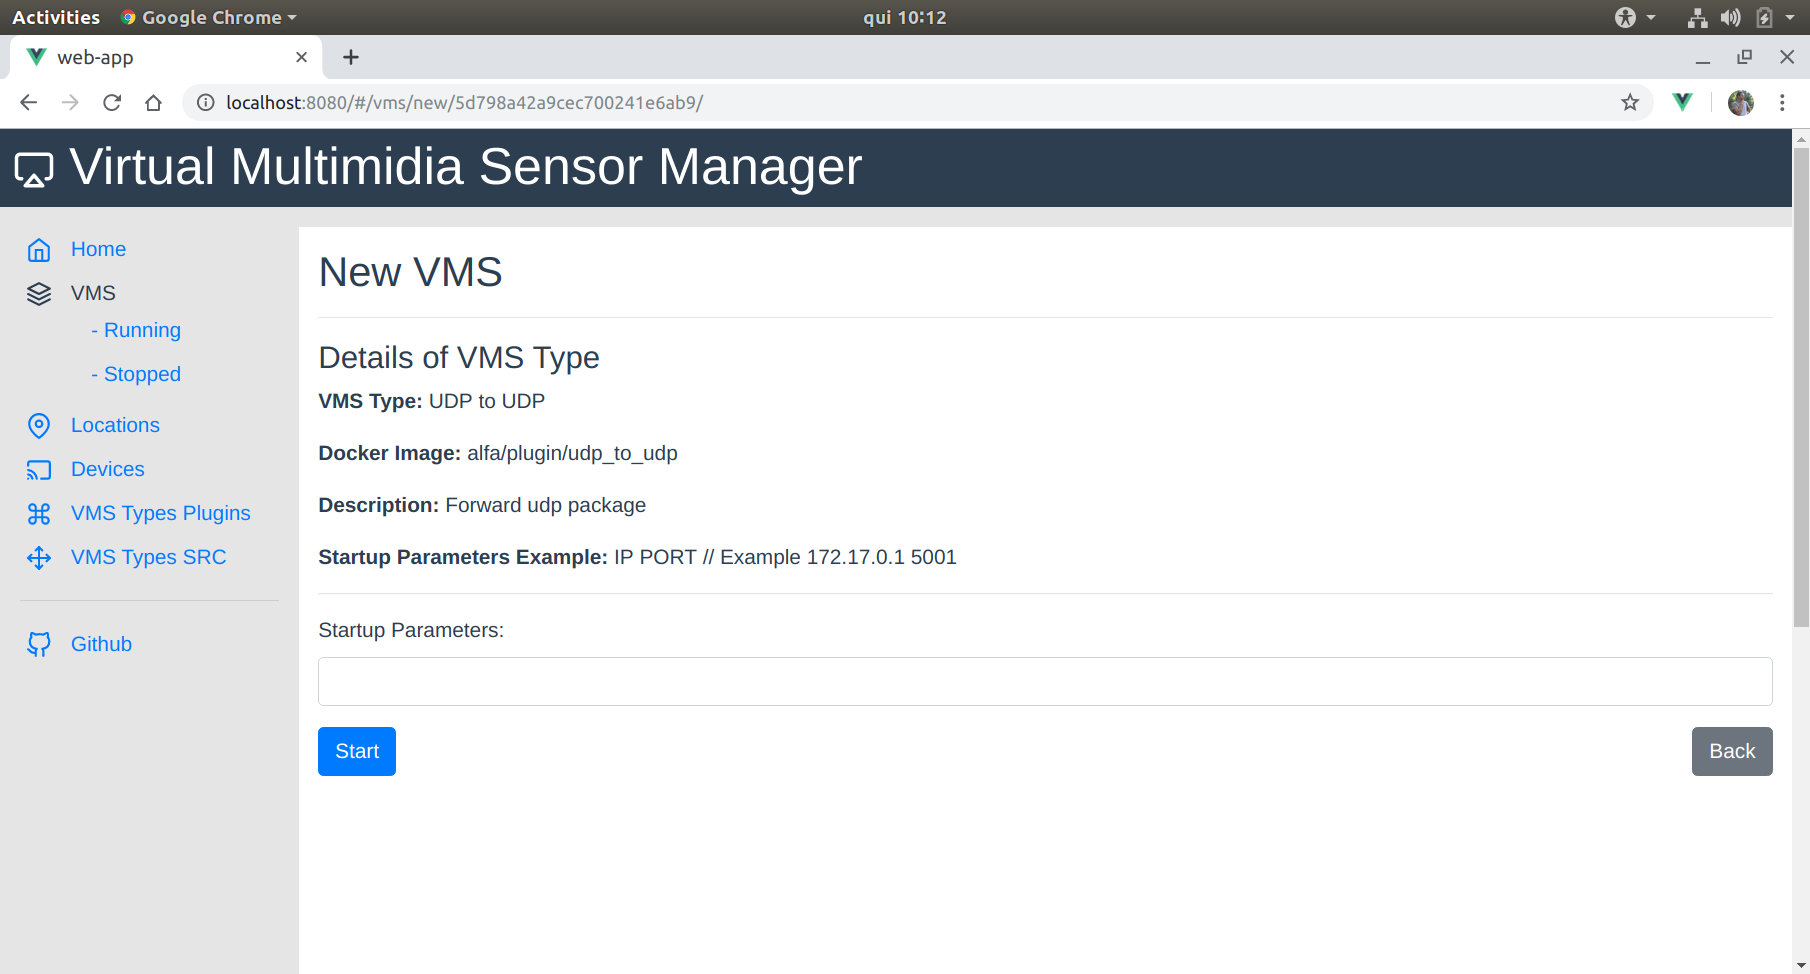 Activities Google Chrome qui 10:12
web-app
localhost:8080/#/vms/new/5d798a42a9cec700241e6ab9/
Virtual Multimidia Sensor Manager
Home
VMS
- Running
- Stopped
Locations
Devices
VMS Types Plugins
VMS Types SRC
Github
New VMS
Details of VMS Type
VMS Type: UDP to UDP
Docker Image: alfa/plugin/udp_to_udp
Description: Forward udp package
Startup Parameters Example: IP PORT // Example 172.17.0.1 5001
Startup Parameters:
Start Back